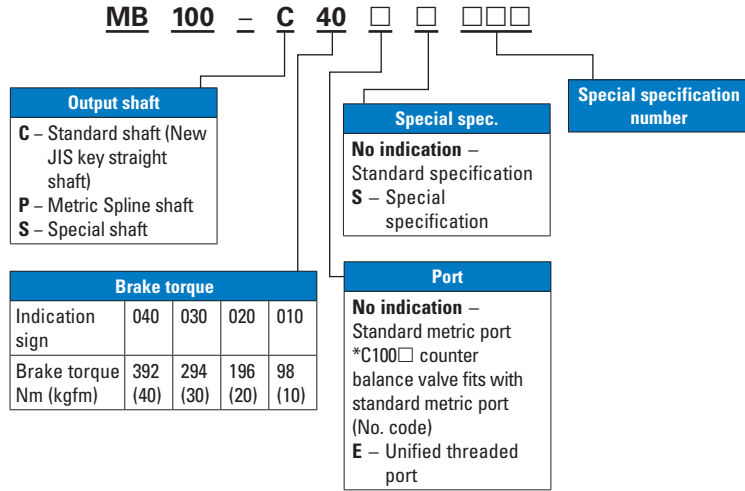 MB 100 – C 40 □ □ □□□
Output shaft
C – Standard shaft (New
JIS key straight
shaft)
P – Metric Spline shaft
S – Special shaft
Brake torque
Indication
sign
040 030 020 010
Brake torque
Nm (kgfm)
392 294 196 98
(40) (30) (20) (10)
Special spec.
No indication –
Standard specification
S – Special
specification
Port
No indication –
Standard metric port
*C100□ counter
balance valve fits with
standard metric port
(No. code)
E – Unified threaded
port
Special specification
number